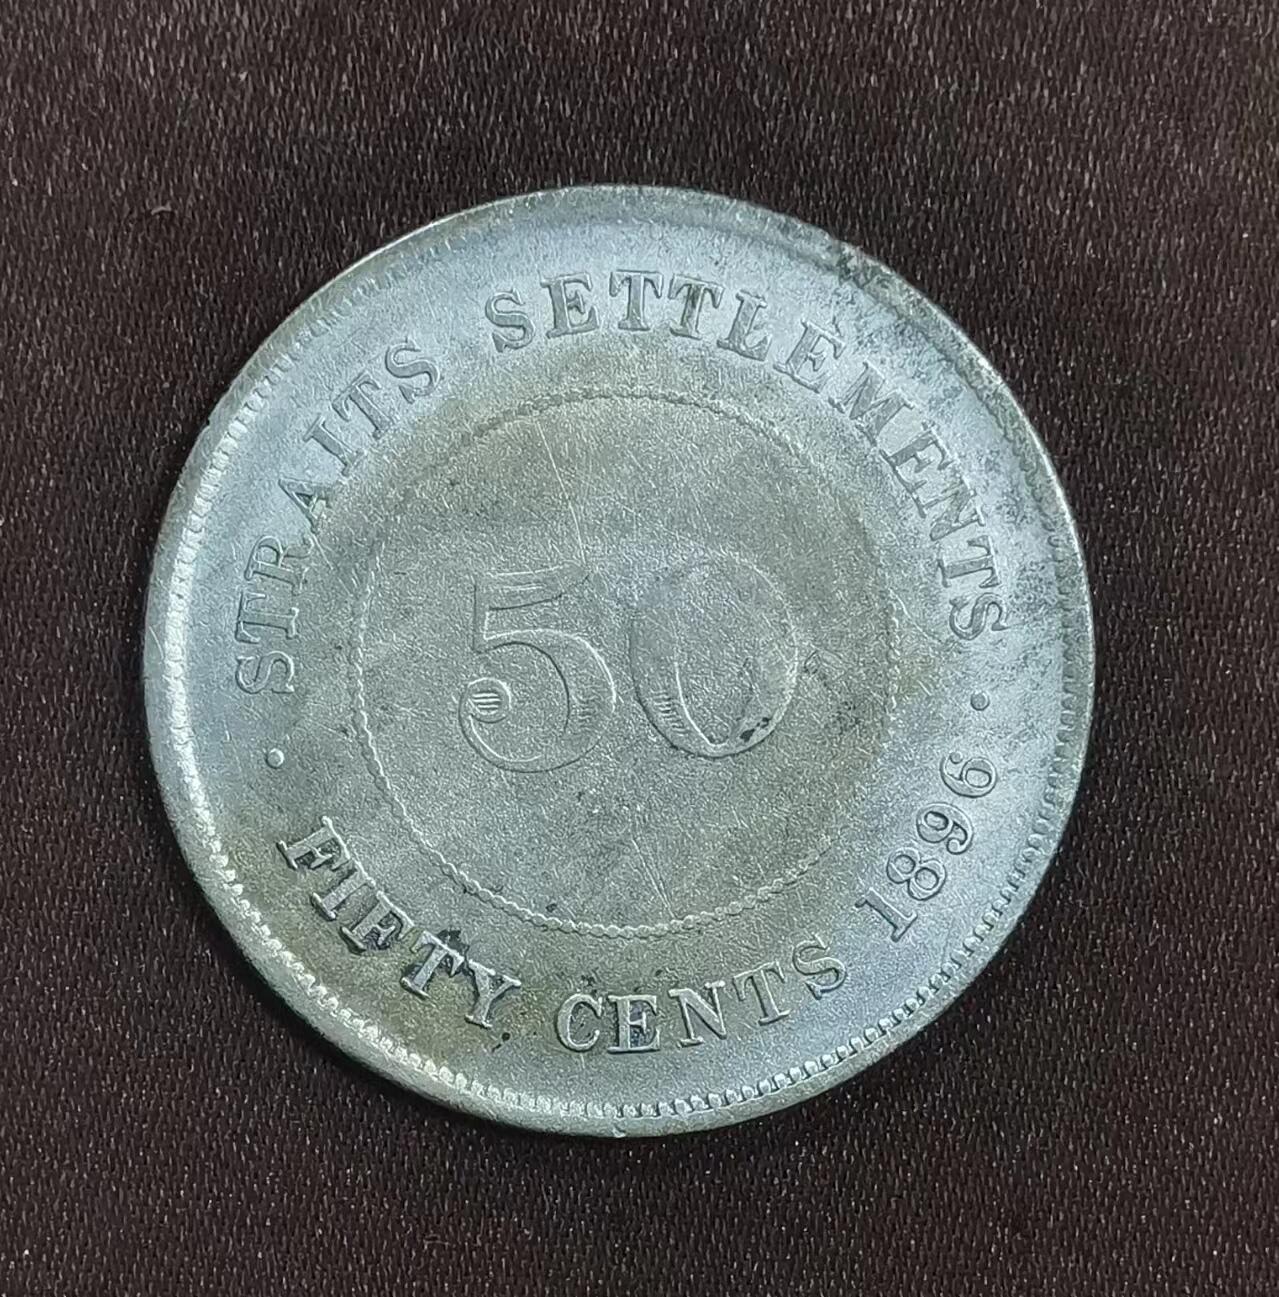 · STRAITS SETTLEMENTS ·
50
FIFTY CENTS 1896